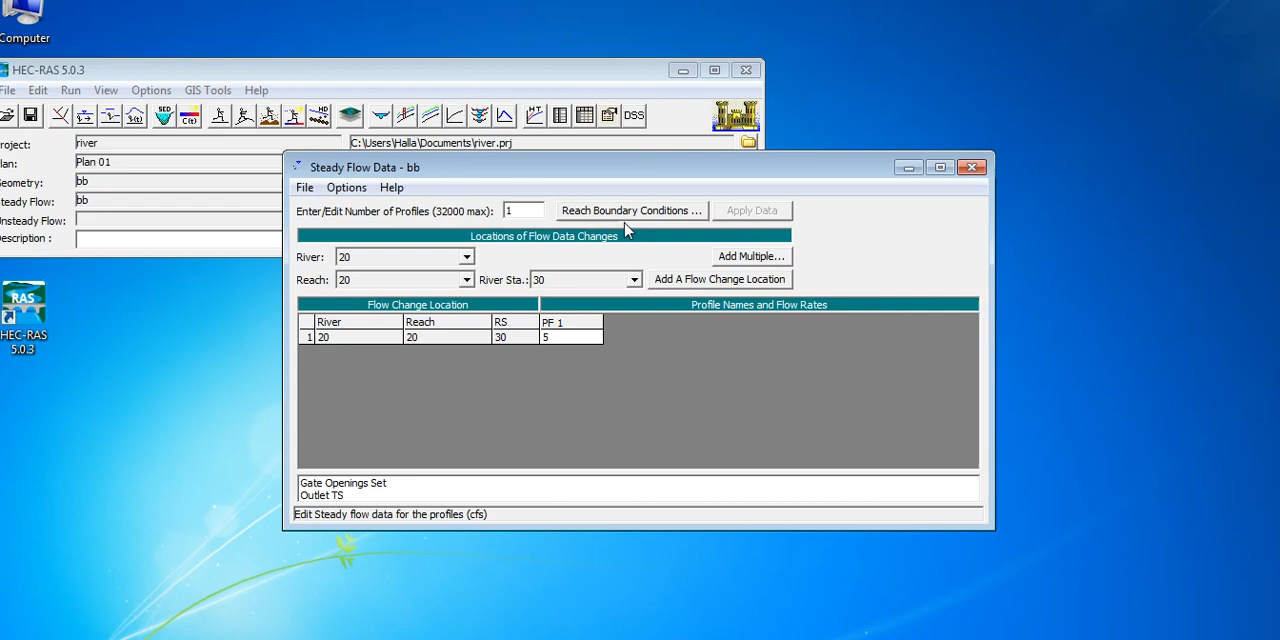 Computer
HEC-RAS 5.0.3
File Edit Run View Options GIS Tools Help
SED
C(t)
HD
H.T.
DSS
roject: river C:\Users\Halla\Documents\river.prj
lan: Plan 01
eometry: bb
teady Flow: bb
nsteady Flow:
escription :
Steady Flow Data - bb
File Options Help
Enter/Edit Number of Profiles (32000 max): 1 Reach Boundary Conditions ... Apply Data
Locations of Flow Data Changes
River: 20 Add Multiple...
Reach: 20 River Sta.: 30 Add A Flow Change Location
Flow Change Location Profile Names and Flow Rates
River Reach RS PF 1
1 20 20 30 5
Gate Openings Set
Outlet TS
Edit Steady flow data for the profiles (cfs)
RAS
HEC-RAS
5.0.3